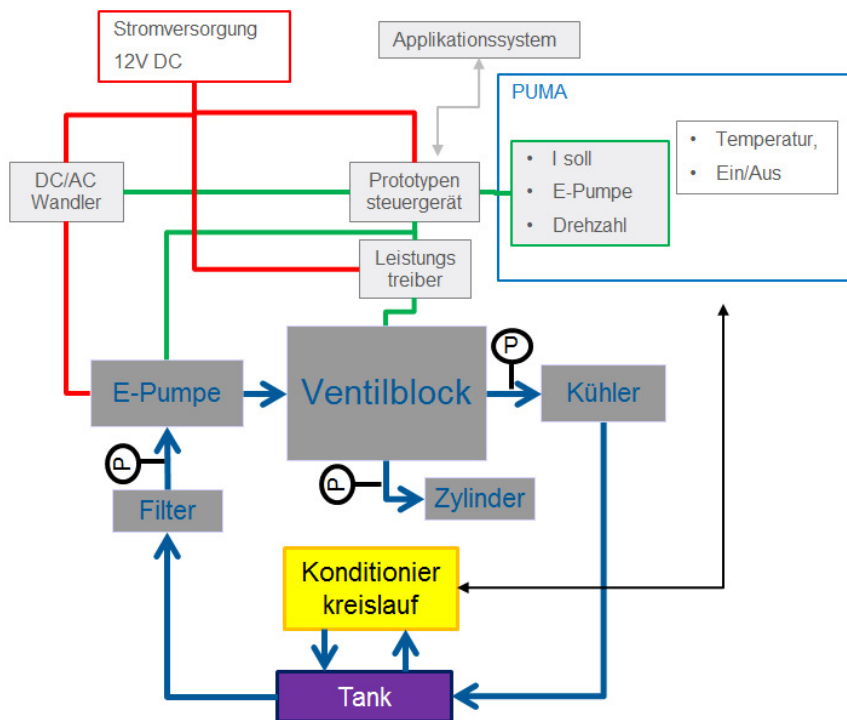 Stromversorgung
12V DC
Applikationssystem
PUMA
• I soll
• E-Pumpe
• Drehzahl
• Temperatur,
• Ein/Aus
DC/AC
Wandler
Prototypen
steuergerät
Leistungs
treiber
E-Pumpe
Ventilblock
P
Kühler
P
P
Filter
Zylinder
Konditionier
kreislauf
Tank